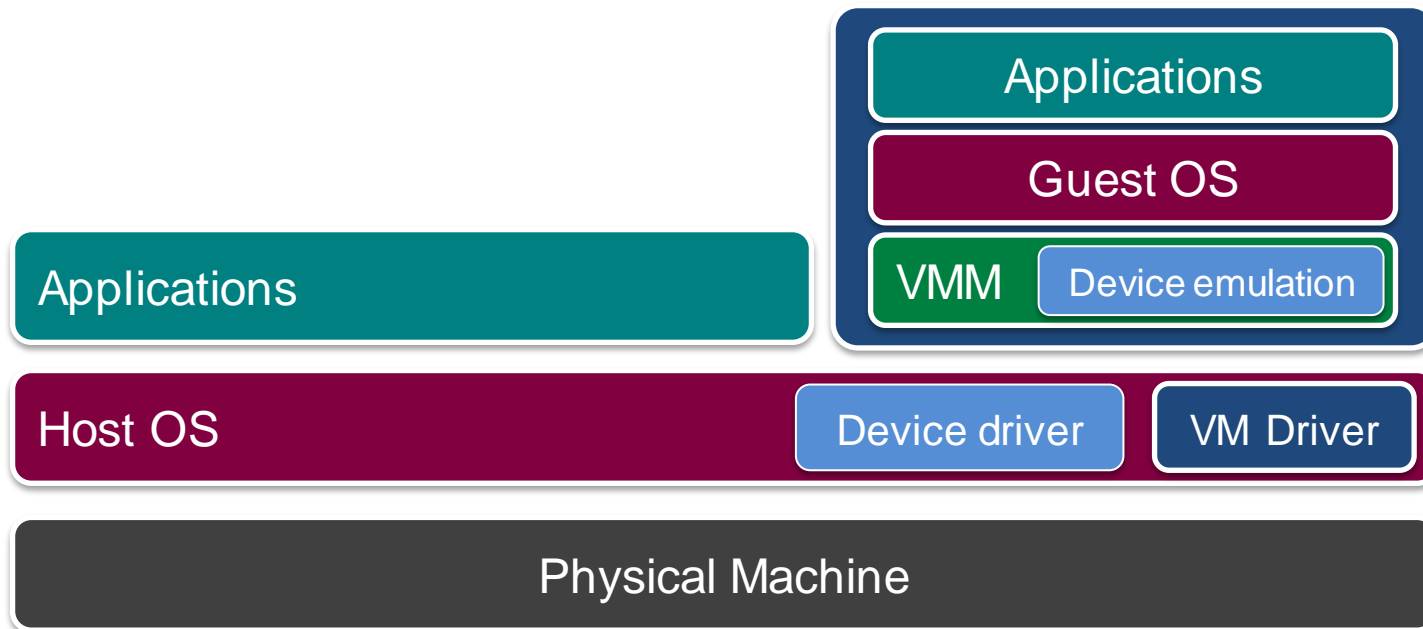 Applications
Guest OS
VMM
Device emulation
Applications
Host OS
Device driver
VM Driver
Physical Machine